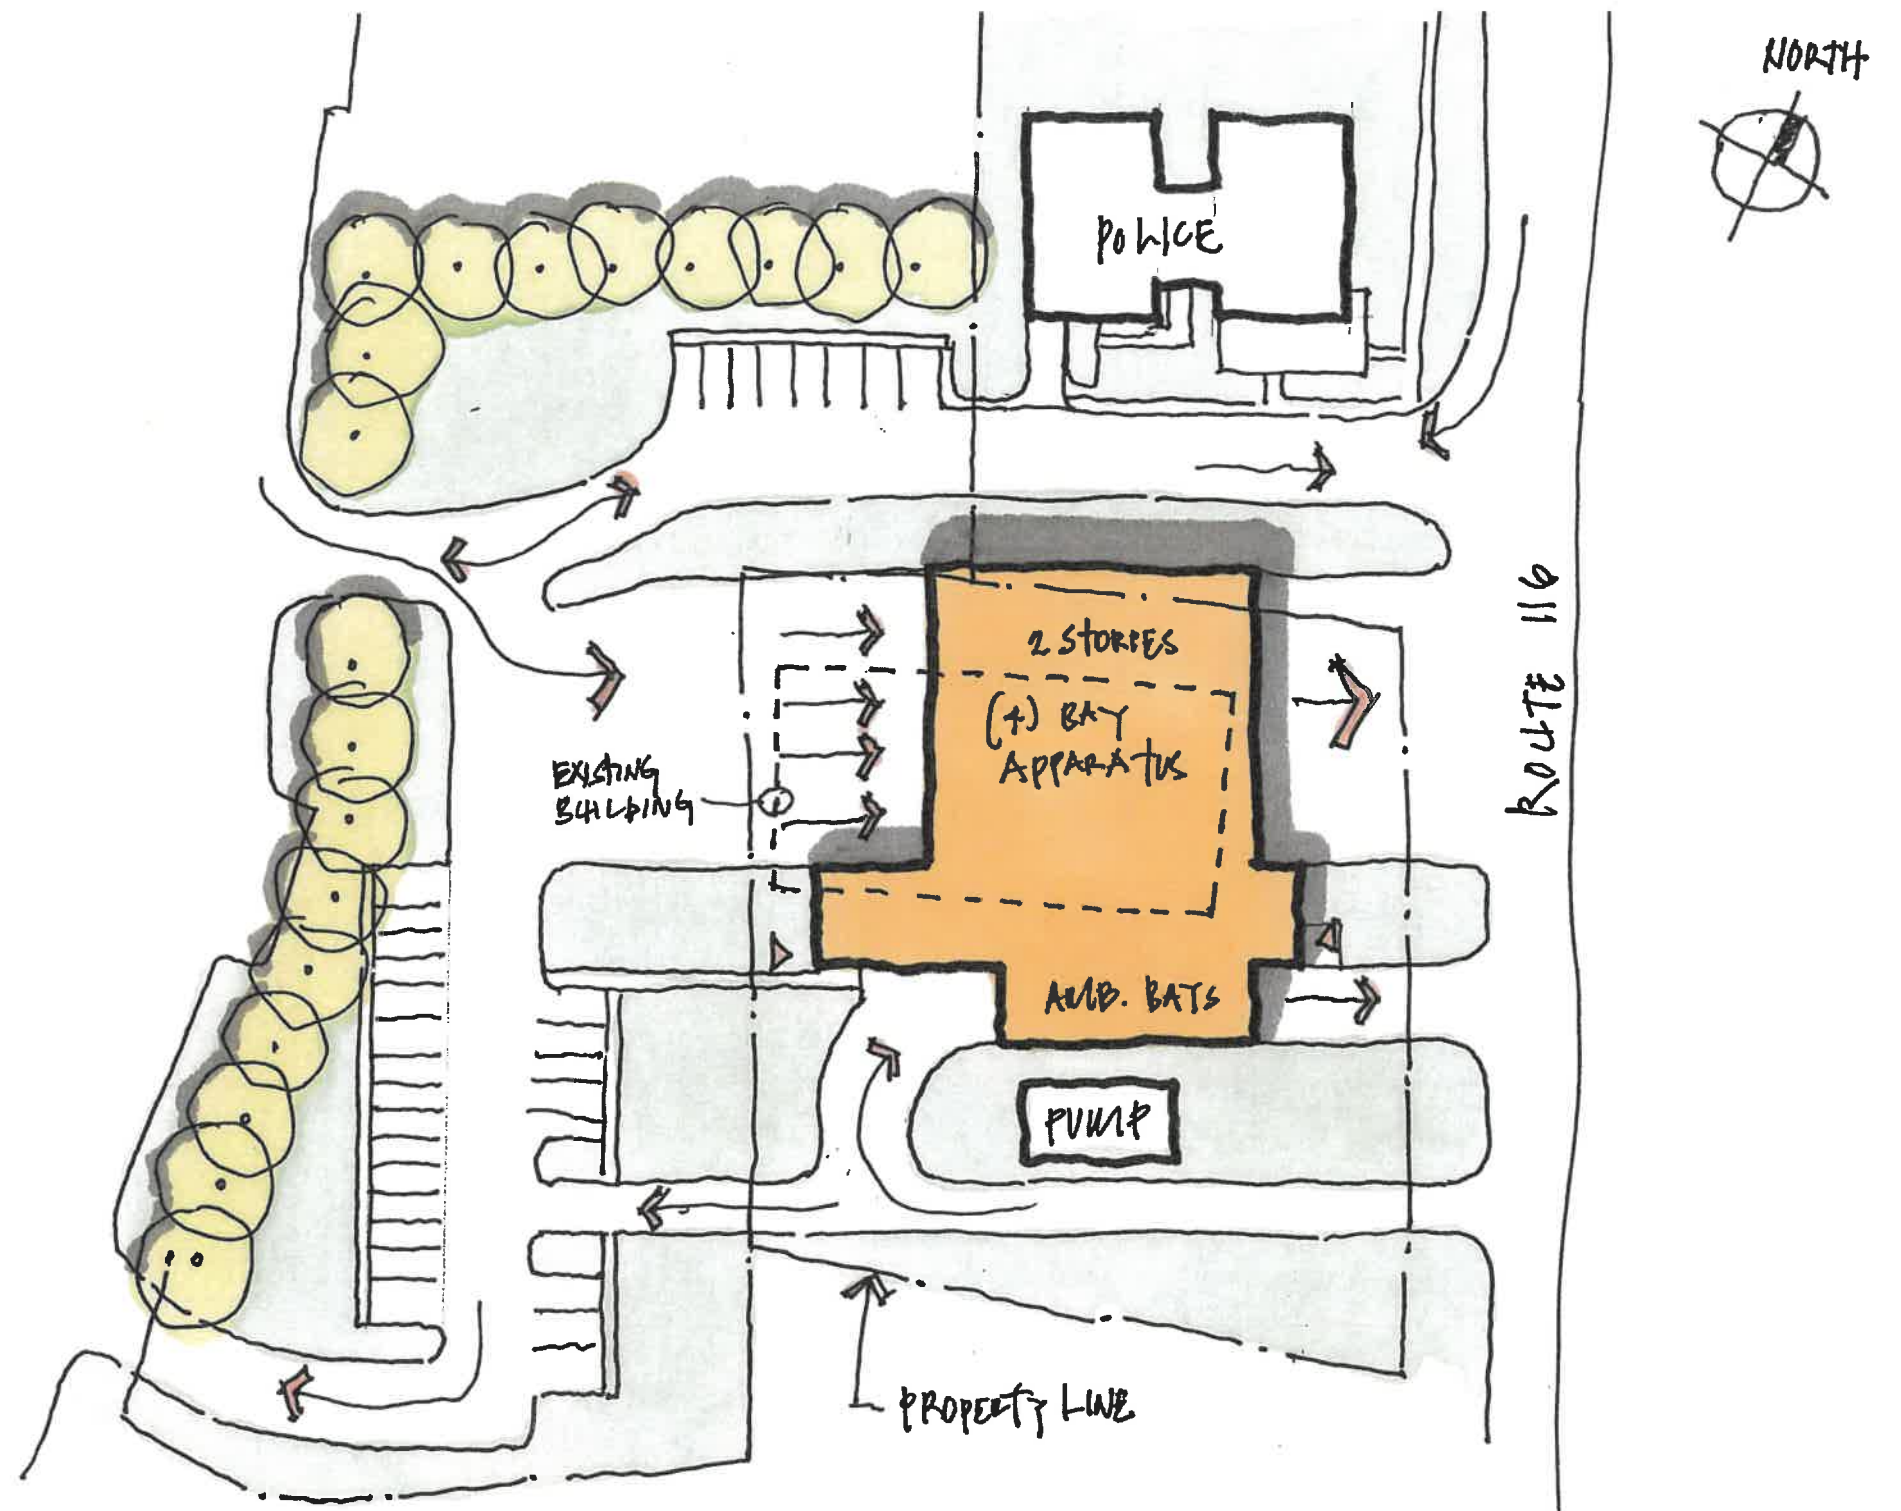 NORTH
POLICE
ROUTE 116
2 STORIES
(4) BAY
APPARATUS
EXISTING
BUILDING
AMB. BAYS
PUMP
PROPERTY LINE